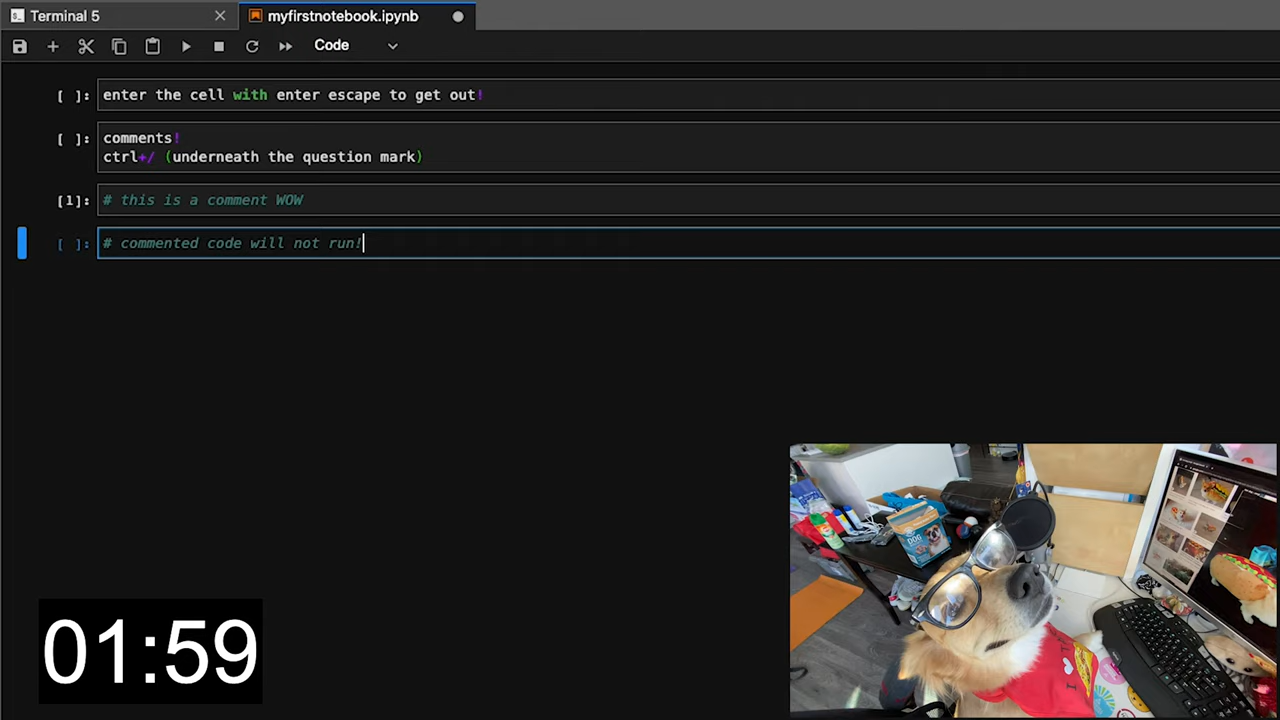 Terminal 5
myfirstnotebook.ipynb
Code
[ ]: enter the cell with enter escape to get out!
[ ]: comments!
ctrl+/ (underneath the question mark)
[1]: # this is a comment WOW
[ ]: # commented code will not run!
01:59
DOG
I